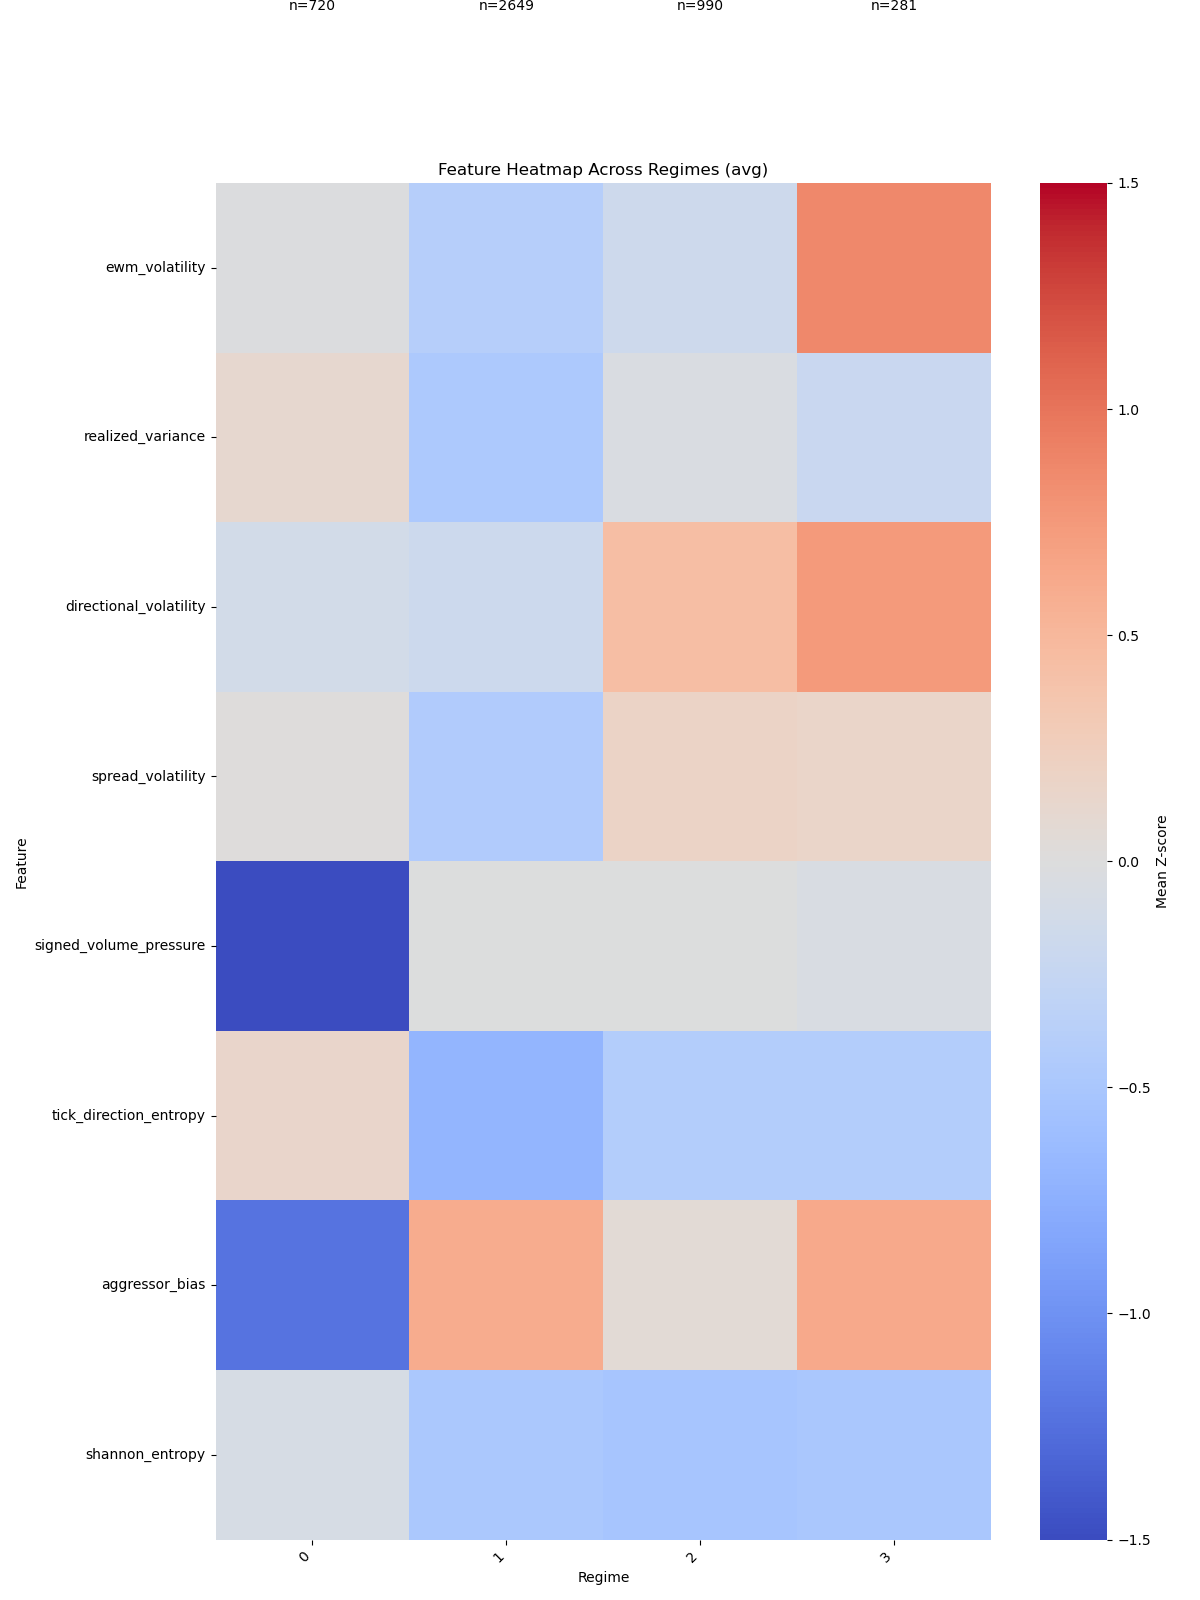 n=720 n=2649 n=990 n=281
Feature Heatmap Across Regimes (avg)
ewm_volatility
realized_variance
directional_volatility
spread_volatility
signed_volume_pressure
tick_direction_entropy
aggressor_bias
shannon_entropy
Feature
0 1 2 3
Regime
1.5
1.0
0.5
0.0
−0.5
−1.0
−1.5
Mean Z-score